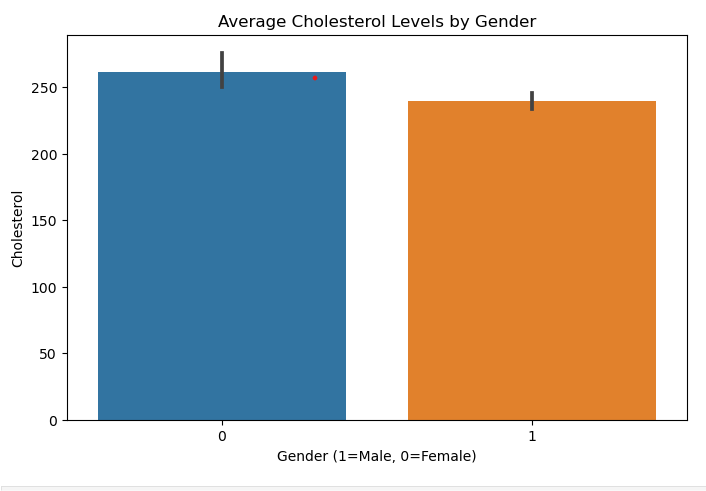 Average Cholesterol Levels by Gender
Cholesterol
250
200
150
100
50
0
0 1
Gender (1=Male, 0=Female)